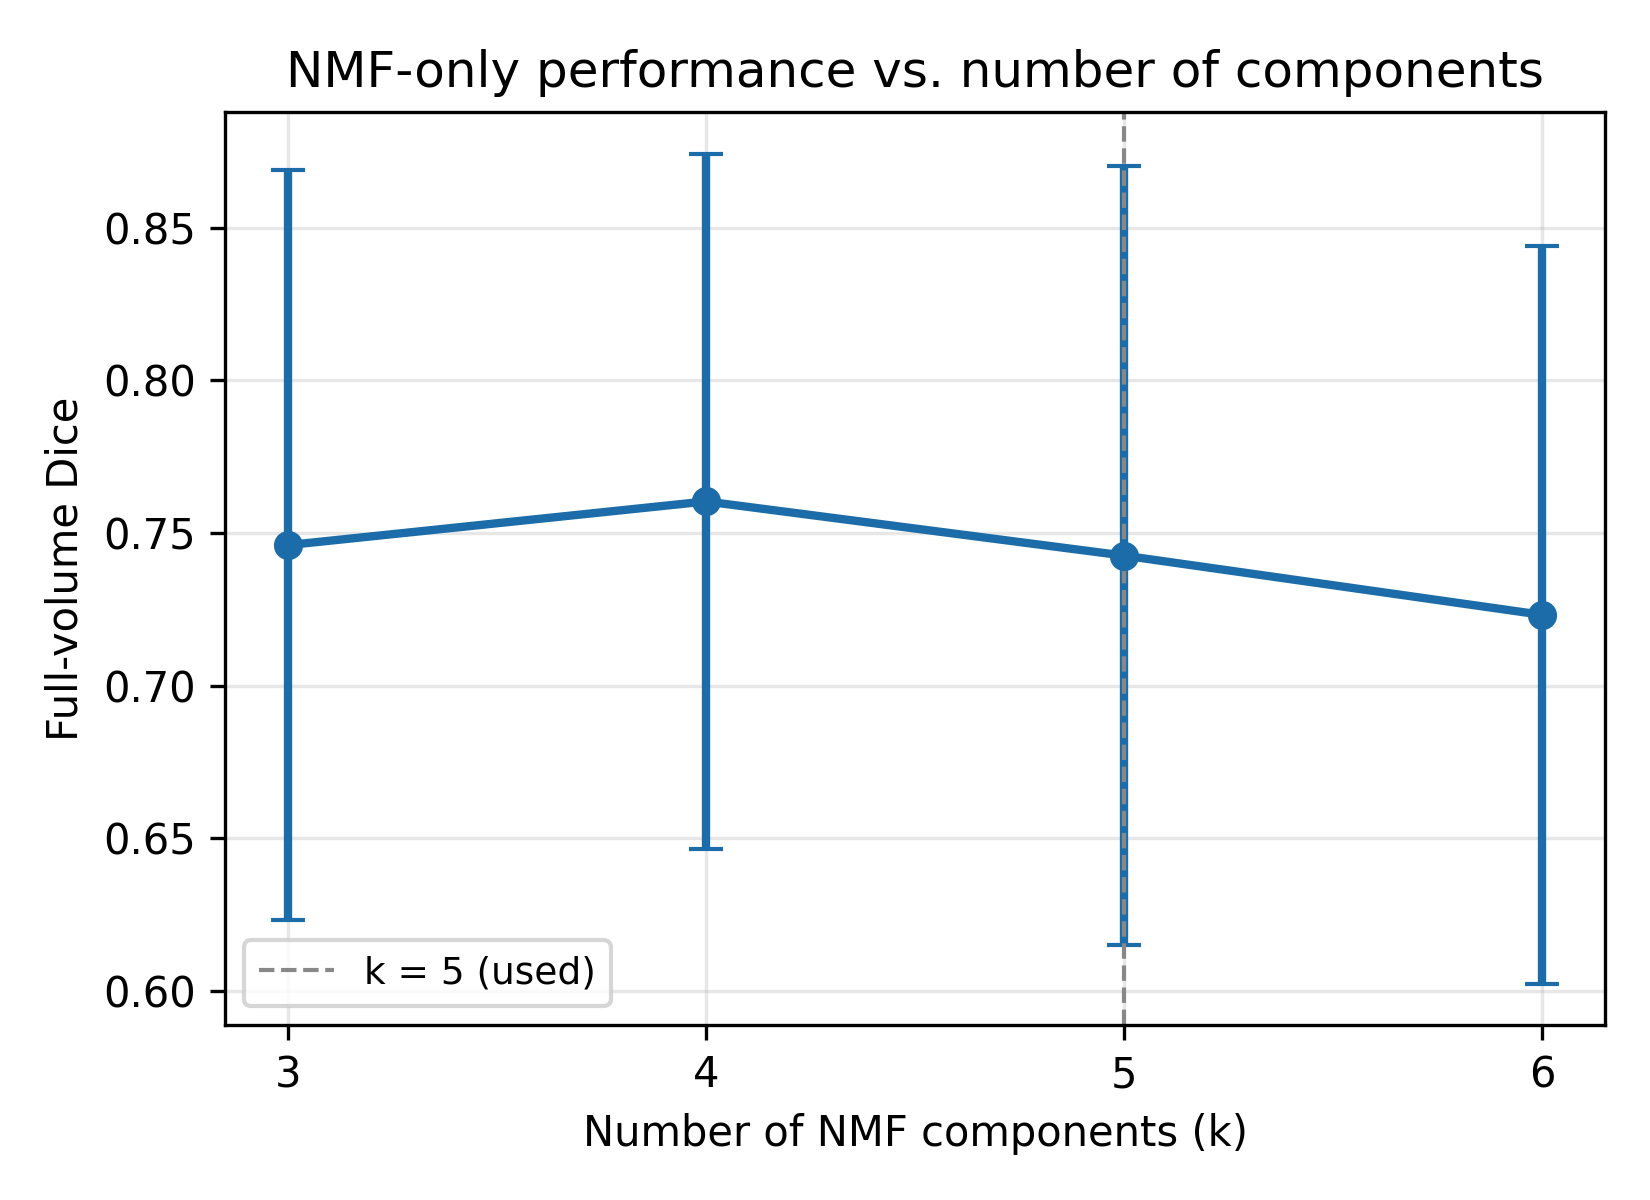 NMF-only performance vs. number of components
Full-volume Dice
0.85
0.80
0.75
0.70
0.65
0.60
k = 5 (used)
3 4 5 6
Number of NMF components (k)